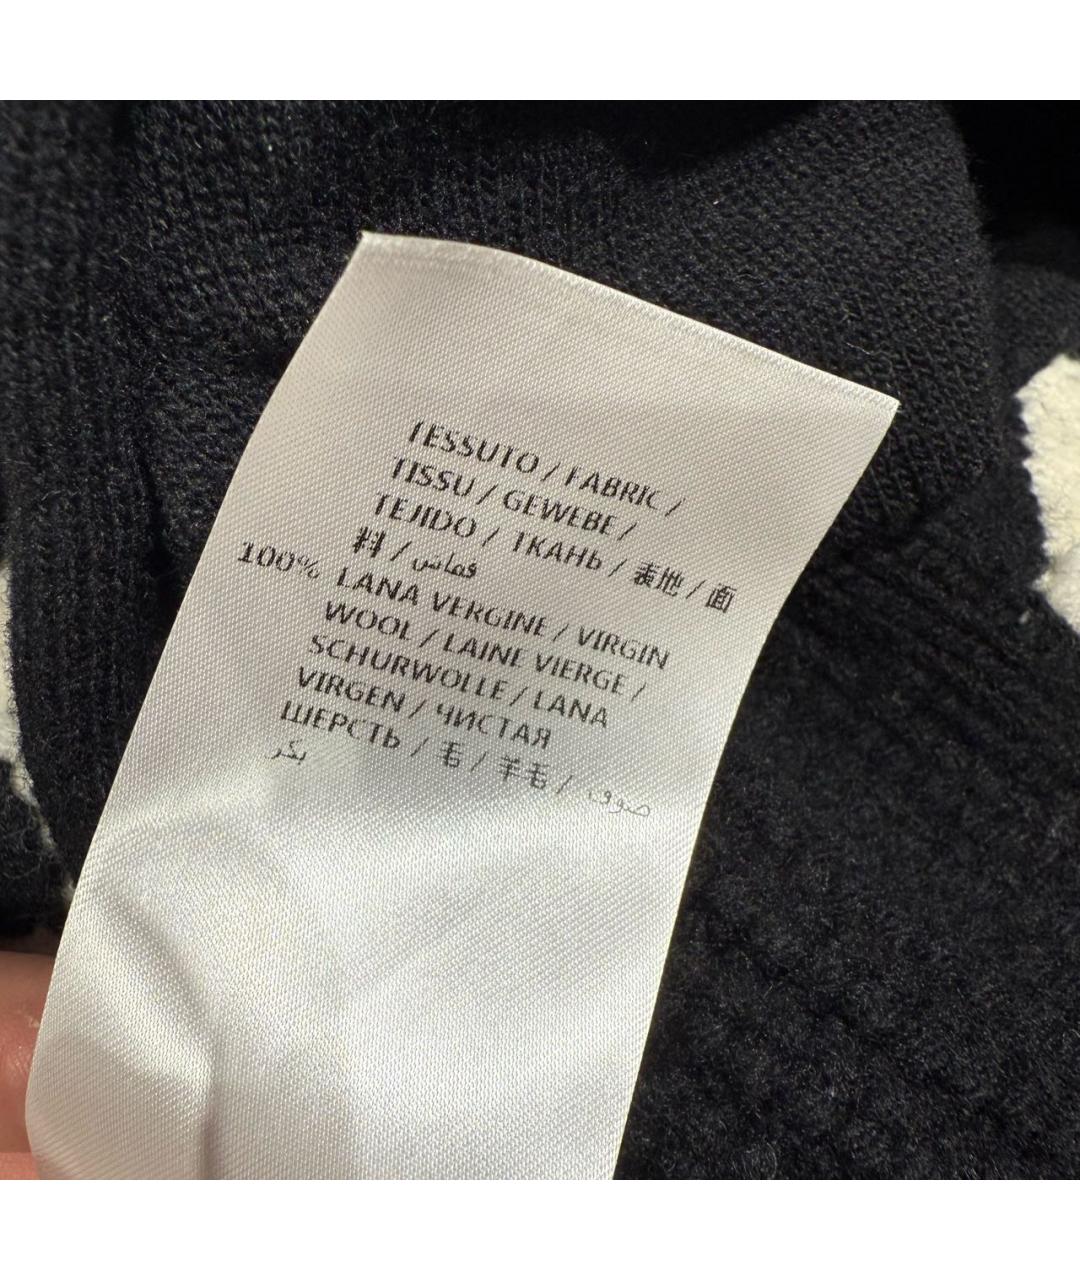 TESSUTO / FABRIC /
TISSU / GEWEBE /
TEJIDO / ТКАНЬ / 表地 / 面
料 / قماش
100% LANA VERGINE / VIRGIN
WOOL / LAINE VIERGE /
SCHURWOLLE / LANA
VIRGEN / ЧИСТАЯ
ШЕРСТЬ / 毛 / 羊毛 / صوف
بكر